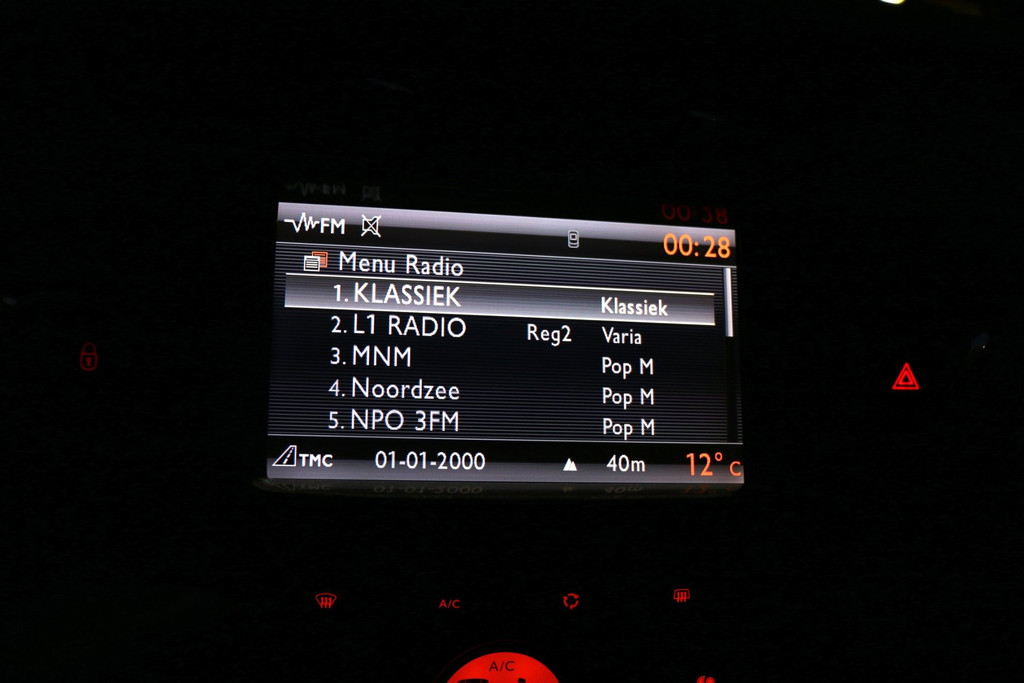 FM 00:28
Menu Radio
1. KLASSIEK Klassiek
2. L1 RADIO Reg2 Varia
3. MNM Pop M
4. Noordzee Pop M
5. NPO 3FM Pop M
TMC 01-01-2000 40m 12° C
A/C
A/C